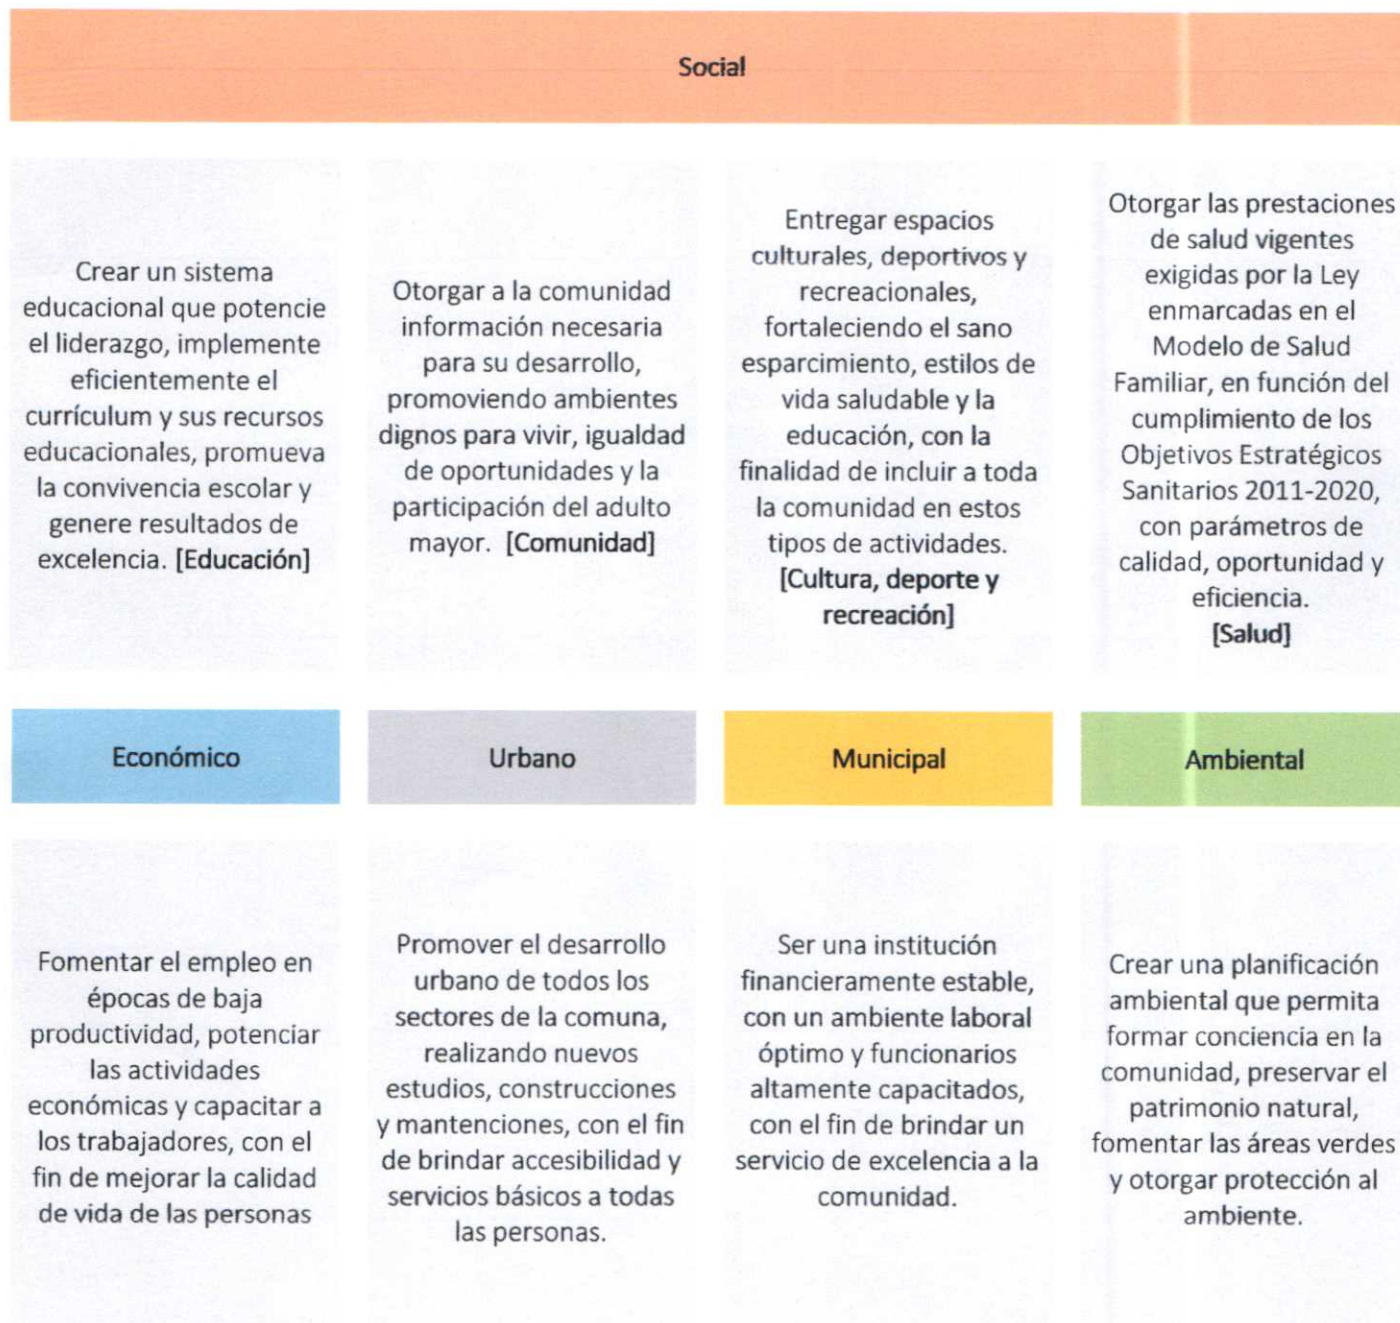 Social
Crear un sistema
educacional que potencie
el liderazgo, implemente
eficientemente el
currículum y sus recursos
educacionales, promueva
la convivencia escolar y
genere resultados de
excelencia. [Educación]
Otorgar a la comunidad
información necesaria
para su desarrollo,
promoviendo ambientes
dignos para vivir, igualdad
de oportunidades y la
participación del adulto
mayor. [Comunidad]
Entregar espacios
culturales, deportivos y
recreacionales,
fortaleciendo el sano
esparcimiento, estilos de
vida saludable y la
educación, con la
finalidad de incluir a toda
la comunidad en estos
tipos de actividades.
[Cultura, deporte y
recreación]
Otorgar las prestaciones
de salud vigentes
exigidas por la Ley
enmarcadas en el
Modelo de Salud
Familiar, en función del
cumplimiento de los
Objetivos Estratégicos
Sanitarios 2011-2020,
con parámetros de
calidad, oportunidad y
eficiencia.
[Salud]
Económico
Urbano
Municipal
Ambiental
Fomentar el empleo en
épocas de baja
productividad, potenciar
las actividades
económicas y capacitar a
los trabajadores, con el
fin de mejorar la calidad
de vida de las personas
Promover el desarrollo
urbano de todos los
sectores de la comuna,
realizando nuevos
estudios, construcciones
y mantenciones, con el fin
de brindar accesibilidad y
servicios básicos a todas
las personas.
Ser una institución
financieramente estable,
con un ambiente laboral
óptimo y funcionarios
altamente capacitados,
con el fin de brindar un
servicio de excelencia a la
comunidad.
Crear una planificación
ambiental que permita
formar conciencia en la
comunidad, preservar el
patrimonio natural,
fomentar las áreas verdes
y otorgar protección al
ambiente.